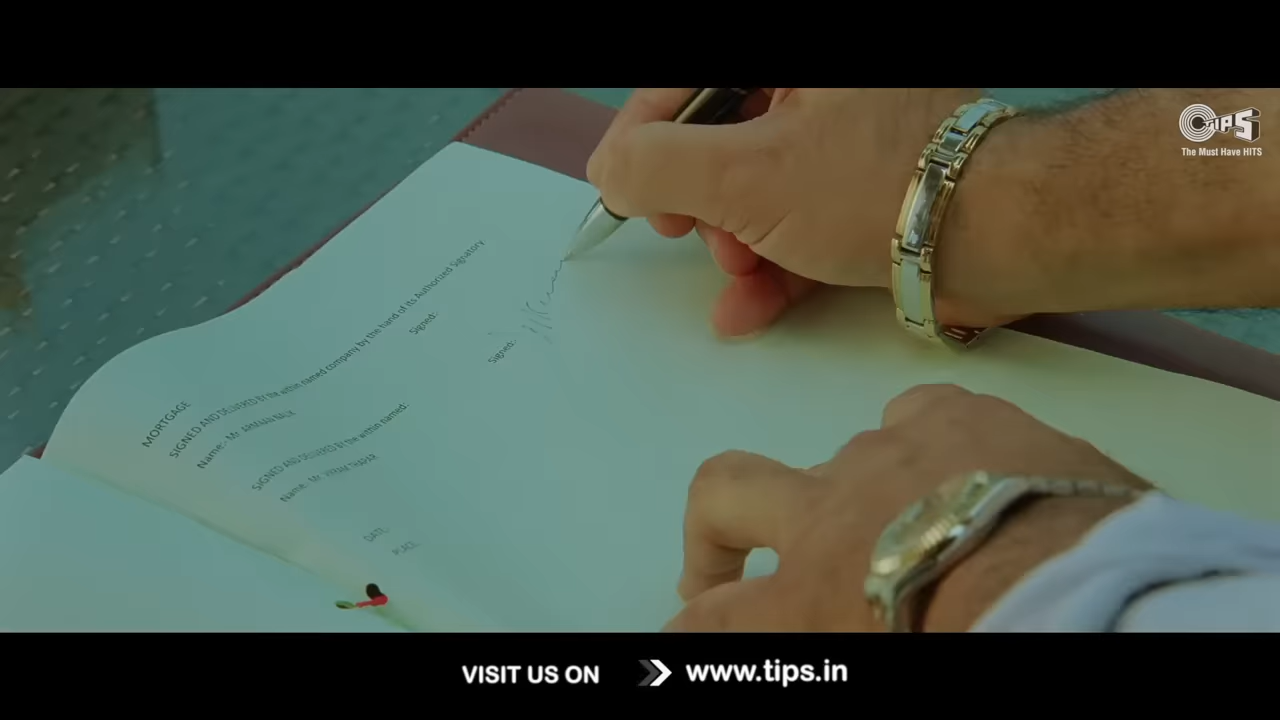 TIPS
The Must Have HITS
MORTGAGE
SIGNED AND DELIVERED BY the within named company by the hand of its Authorized Signatory
Name:- Mr. ARMAAN NAIK
Signed:
SIGNED AND DELIVERED BY the within named:
Signed:
Name: Mr. THAPAR
DATE
PLACE
VISIT US ON www.tips.in